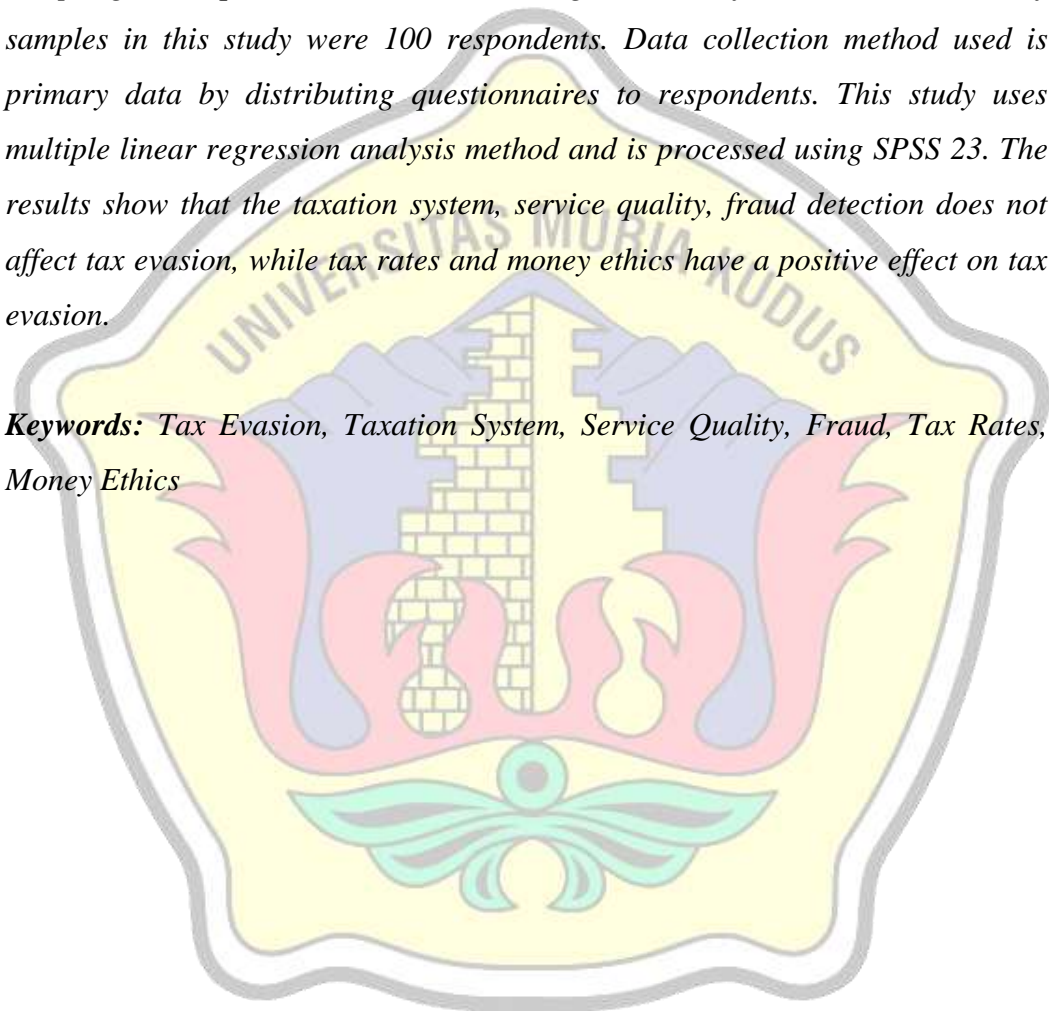 samples in this study were 100 respondents. Data collection method used is
primary data by distributing questionnaires to respondents. This study uses
multiple linear regression analysis method and is processed using SPSS 23. The
results show that the taxation system, service quality, fraud detection does not
affect tax evasion, while tax rates and money ethics have a positive effect on tax
evasion.
UNIVERSITAS MURIA KUDUS
Keywords: Tax Evasion, Taxation System, Service Quality, Fraud, Tax Rates,
Money Ethics